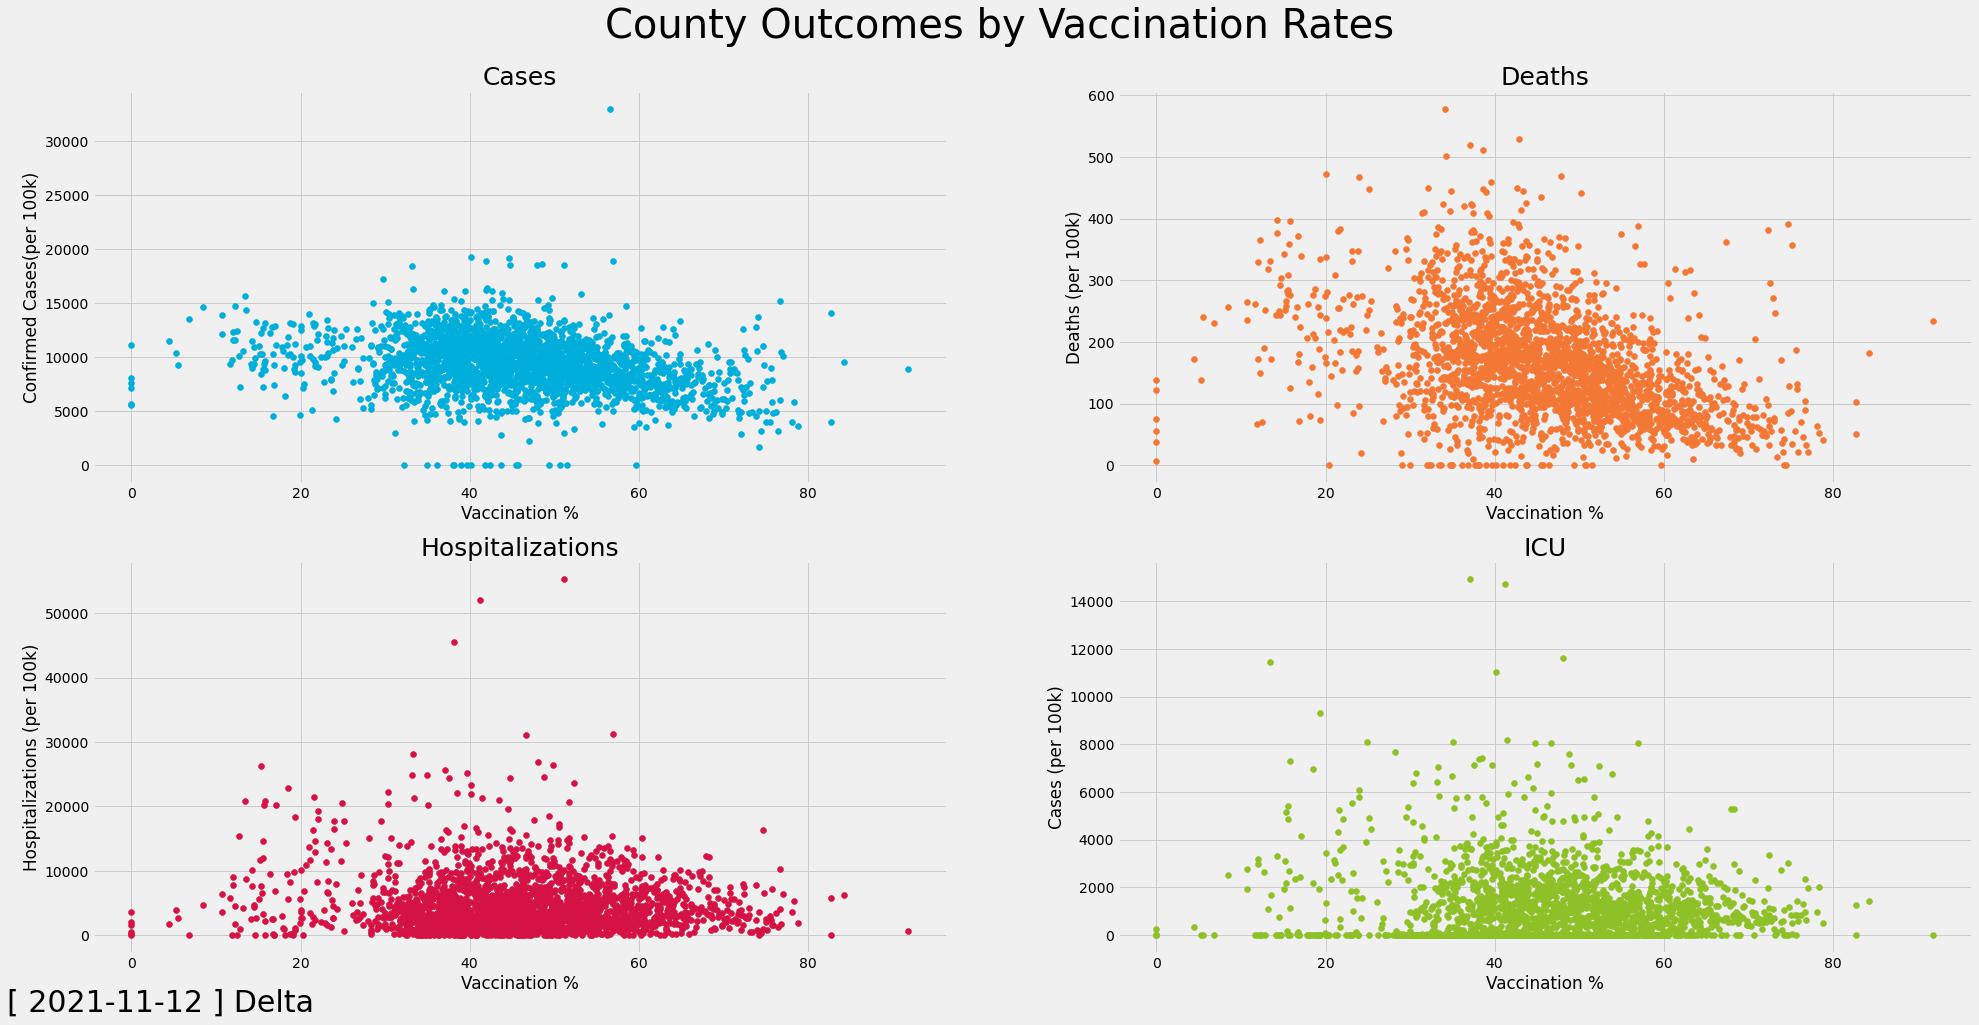 County Outcomes by Vaccination Rates
Cases
Confirmed Cases(per 100k)
30000
25000
20000
15000
10000
5000
0
0 20 40 60 80
Vaccination %
Deaths
Deaths (per 100k)
600
500
400
300
200
100
0
0 20 40 60 80
Vaccination %
Hospitalizations
Hospitalizations (per 100k)
50000
40000
30000
20000
10000
0
0 20 40 60 80
Vaccination %
ICU
Cases (per 100k)
14000
12000
10000
8000
6000
4000
2000
0
0 20 40 60 80
Vaccination %
[ 2021-11-12 ] Delta